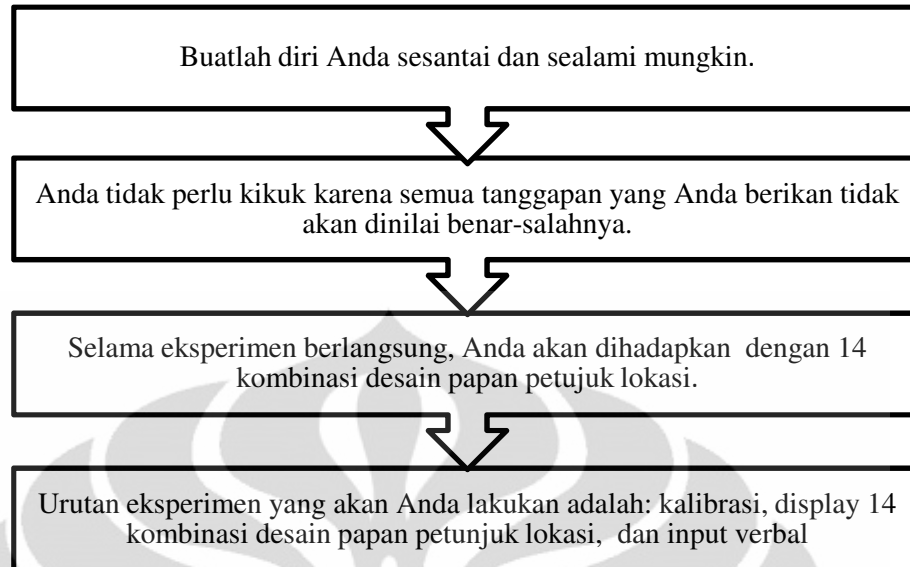 Buatlah diri Anda sesantai dan sealami mungkin.
Anda tidak perlu kikuk karena semua tanggapan yang Anda berikan tidak
akan dinilai benar-salahnya.
Selama eksperimen berlangsung, Anda akan dihadapkan dengan 14
kombinasi desain papan petujuk lokasi.
Urutan eksperimen yang akan Anda lakukan adalah: kalibrasi, display 14
kombinasi desain papan petunjuk lokasi, dan input verbal